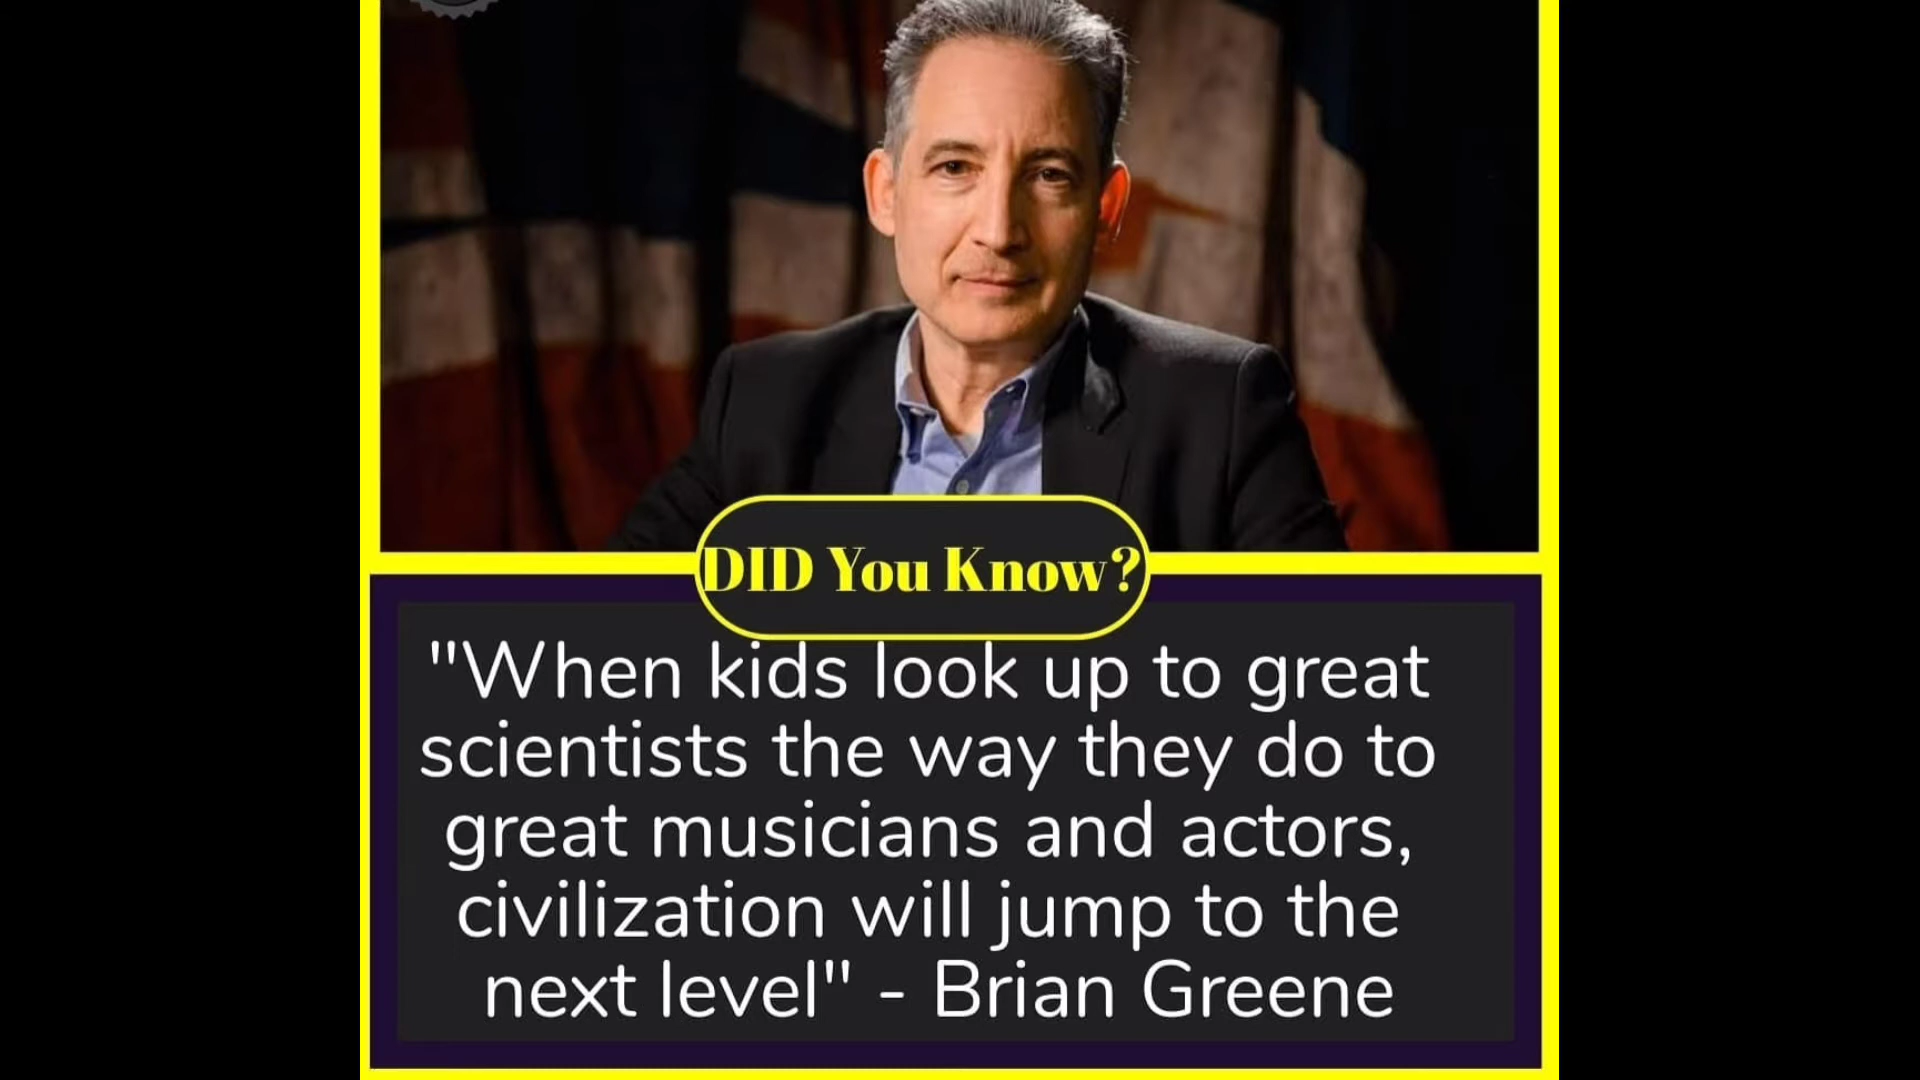 DID You Know?
"When kids look up to great
scientists the way they do to
great musicians and actors,
civilization will jump to the
next level" - Brian Greene